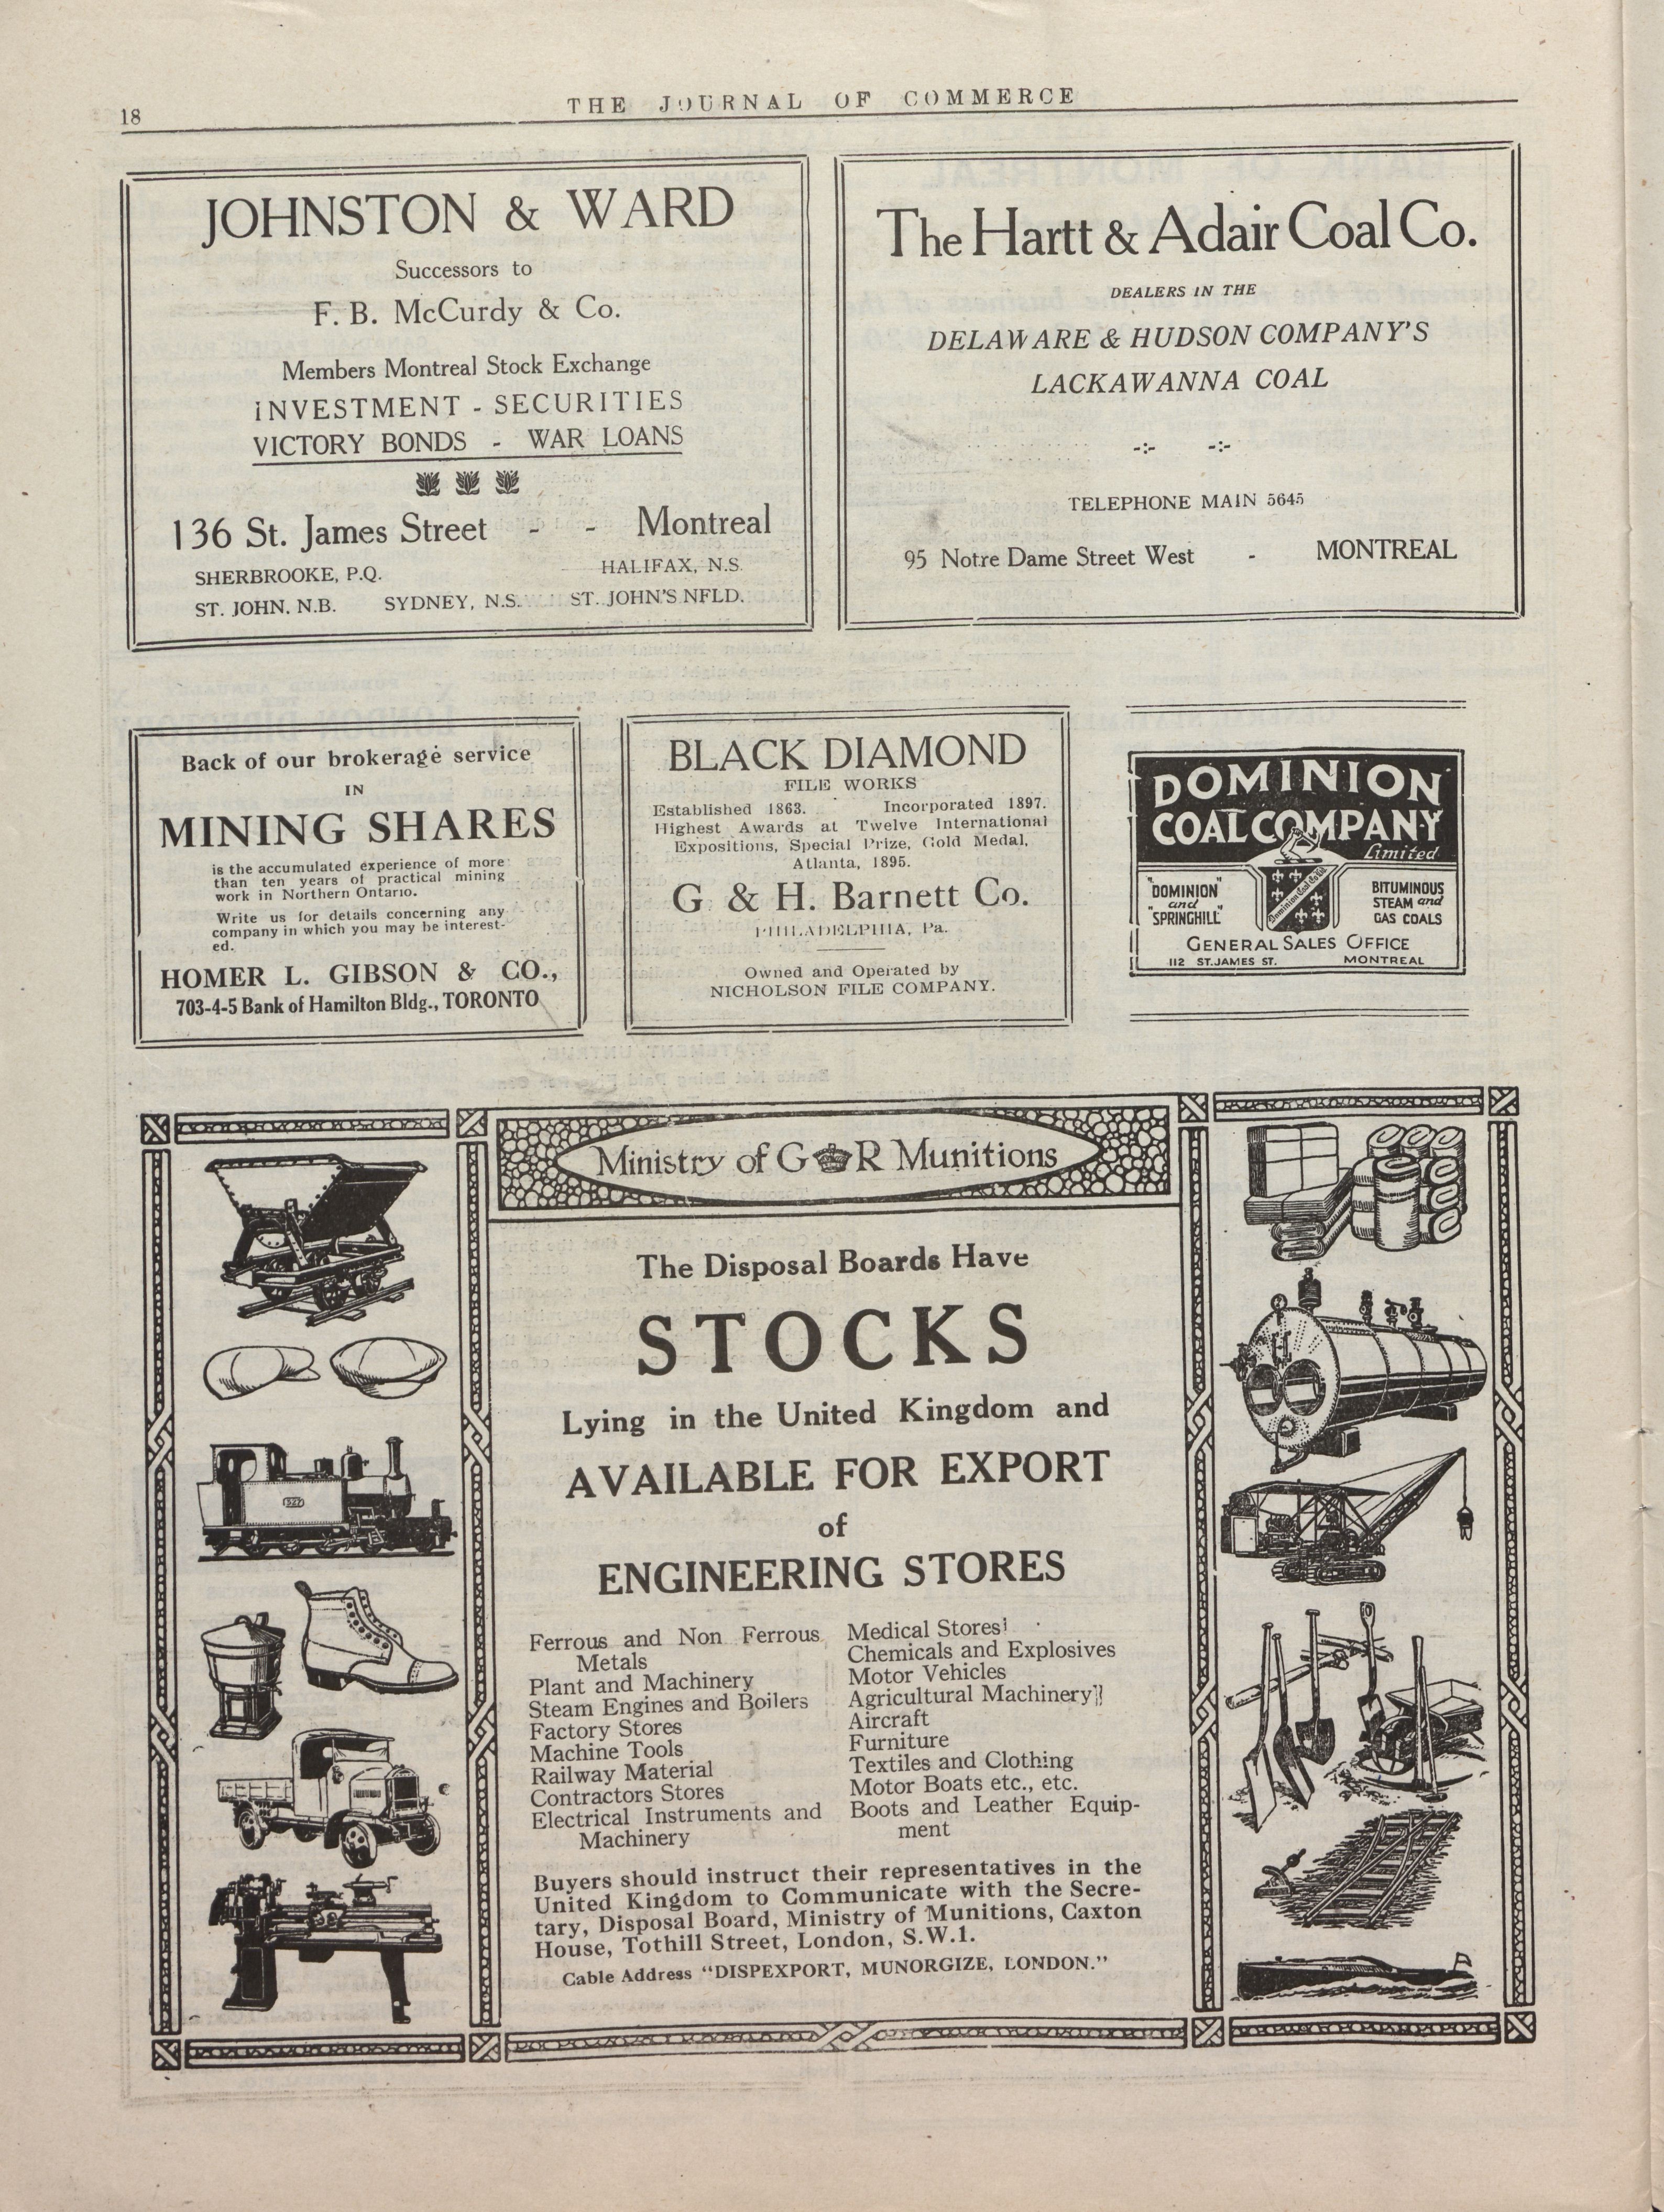 18
THE JOURNAL OF COMMERCE
JOHNSTON & WARD
Successors to
F. B. McCurdy & Co.
Members Montreal Stock Exchange
INVESTMENT - SECURITIES
VICTORY BONDS - WAR LOANS
136 St. James Street - - Montreal
SHERBROOKE, P.Q. HALIFAX, N.S.
ST. JOHN. N.B. SYDNEY, N.S. ST. JOHN'S NFLD.
The Hartt & Adair Coal Co.
DEALERS IN THE
DELAWARE & HUDSON COMPANY'S
LACKAWANNA COAL
-:- -:-
TELEPHONE MAIN 5645
95 Notre Dame Street West - MONTREAL
Back of our brokerage service
IN
MINING SHARES
is the accumulated experience of more
than ten years of practical mining
work in Northern Ontario.
Write us for details concerning any
company in which you may be interest-
ed.
HOMER L. GIBSON & CO.,
703-4-5 Bank of Hamilton Bldg., TORONTO
BLACK DIAMOND
FILE WORKS
Established 1863. Incorporated 1897.
Highest Awards at Twelve International
Expositions, Special Prize, Gold Medal,
Atlanta, 1895.
G & H. Barnett Co.
PHILADELPHIA, Pa.
Owned and Operated by
NICHOLSON FILE COMPANY.
DOMINION
COAL COMPANY
Limited
"DOMINION"
and
"SPRINGHILL"
Dominion Coal Co Ltd
BITUMINOUS
STEAM and
GAS COALS
GENERAL SALES OFFICE
112 ST. JAMES ST. MONTREAL
Ministry of G R Munitions
The Disposal Boards Have
STOCKS
Lying in the United Kingdom and
AVAILABLE FOR EXPORT
of
ENGINEERING STORES
Ferrous and Non Ferrous
Metals
Plant and Machinery
Steam Engines and Boilers
Factory Stores
Machine Tools
Railway Material
Contractors Stores
Electrical Instruments and
Machinery
Medical Stores
Chemicals and Explosives
Motor Vehicles
Agricultural Machinery
Aircraft
Furniture
Textiles and Clothing
Motor Boats etc., etc.
Boots and Leather Equip-
ment
Buyers should instruct their representatives in the
United Kingdom to Communicate with the Secre-
tary, Disposal Board, Ministry of Munitions, Caxton
House, Tothill Street, London, S.W.1.
Cable Address "DISPEXPORT, MUNORGIZE, LONDON."